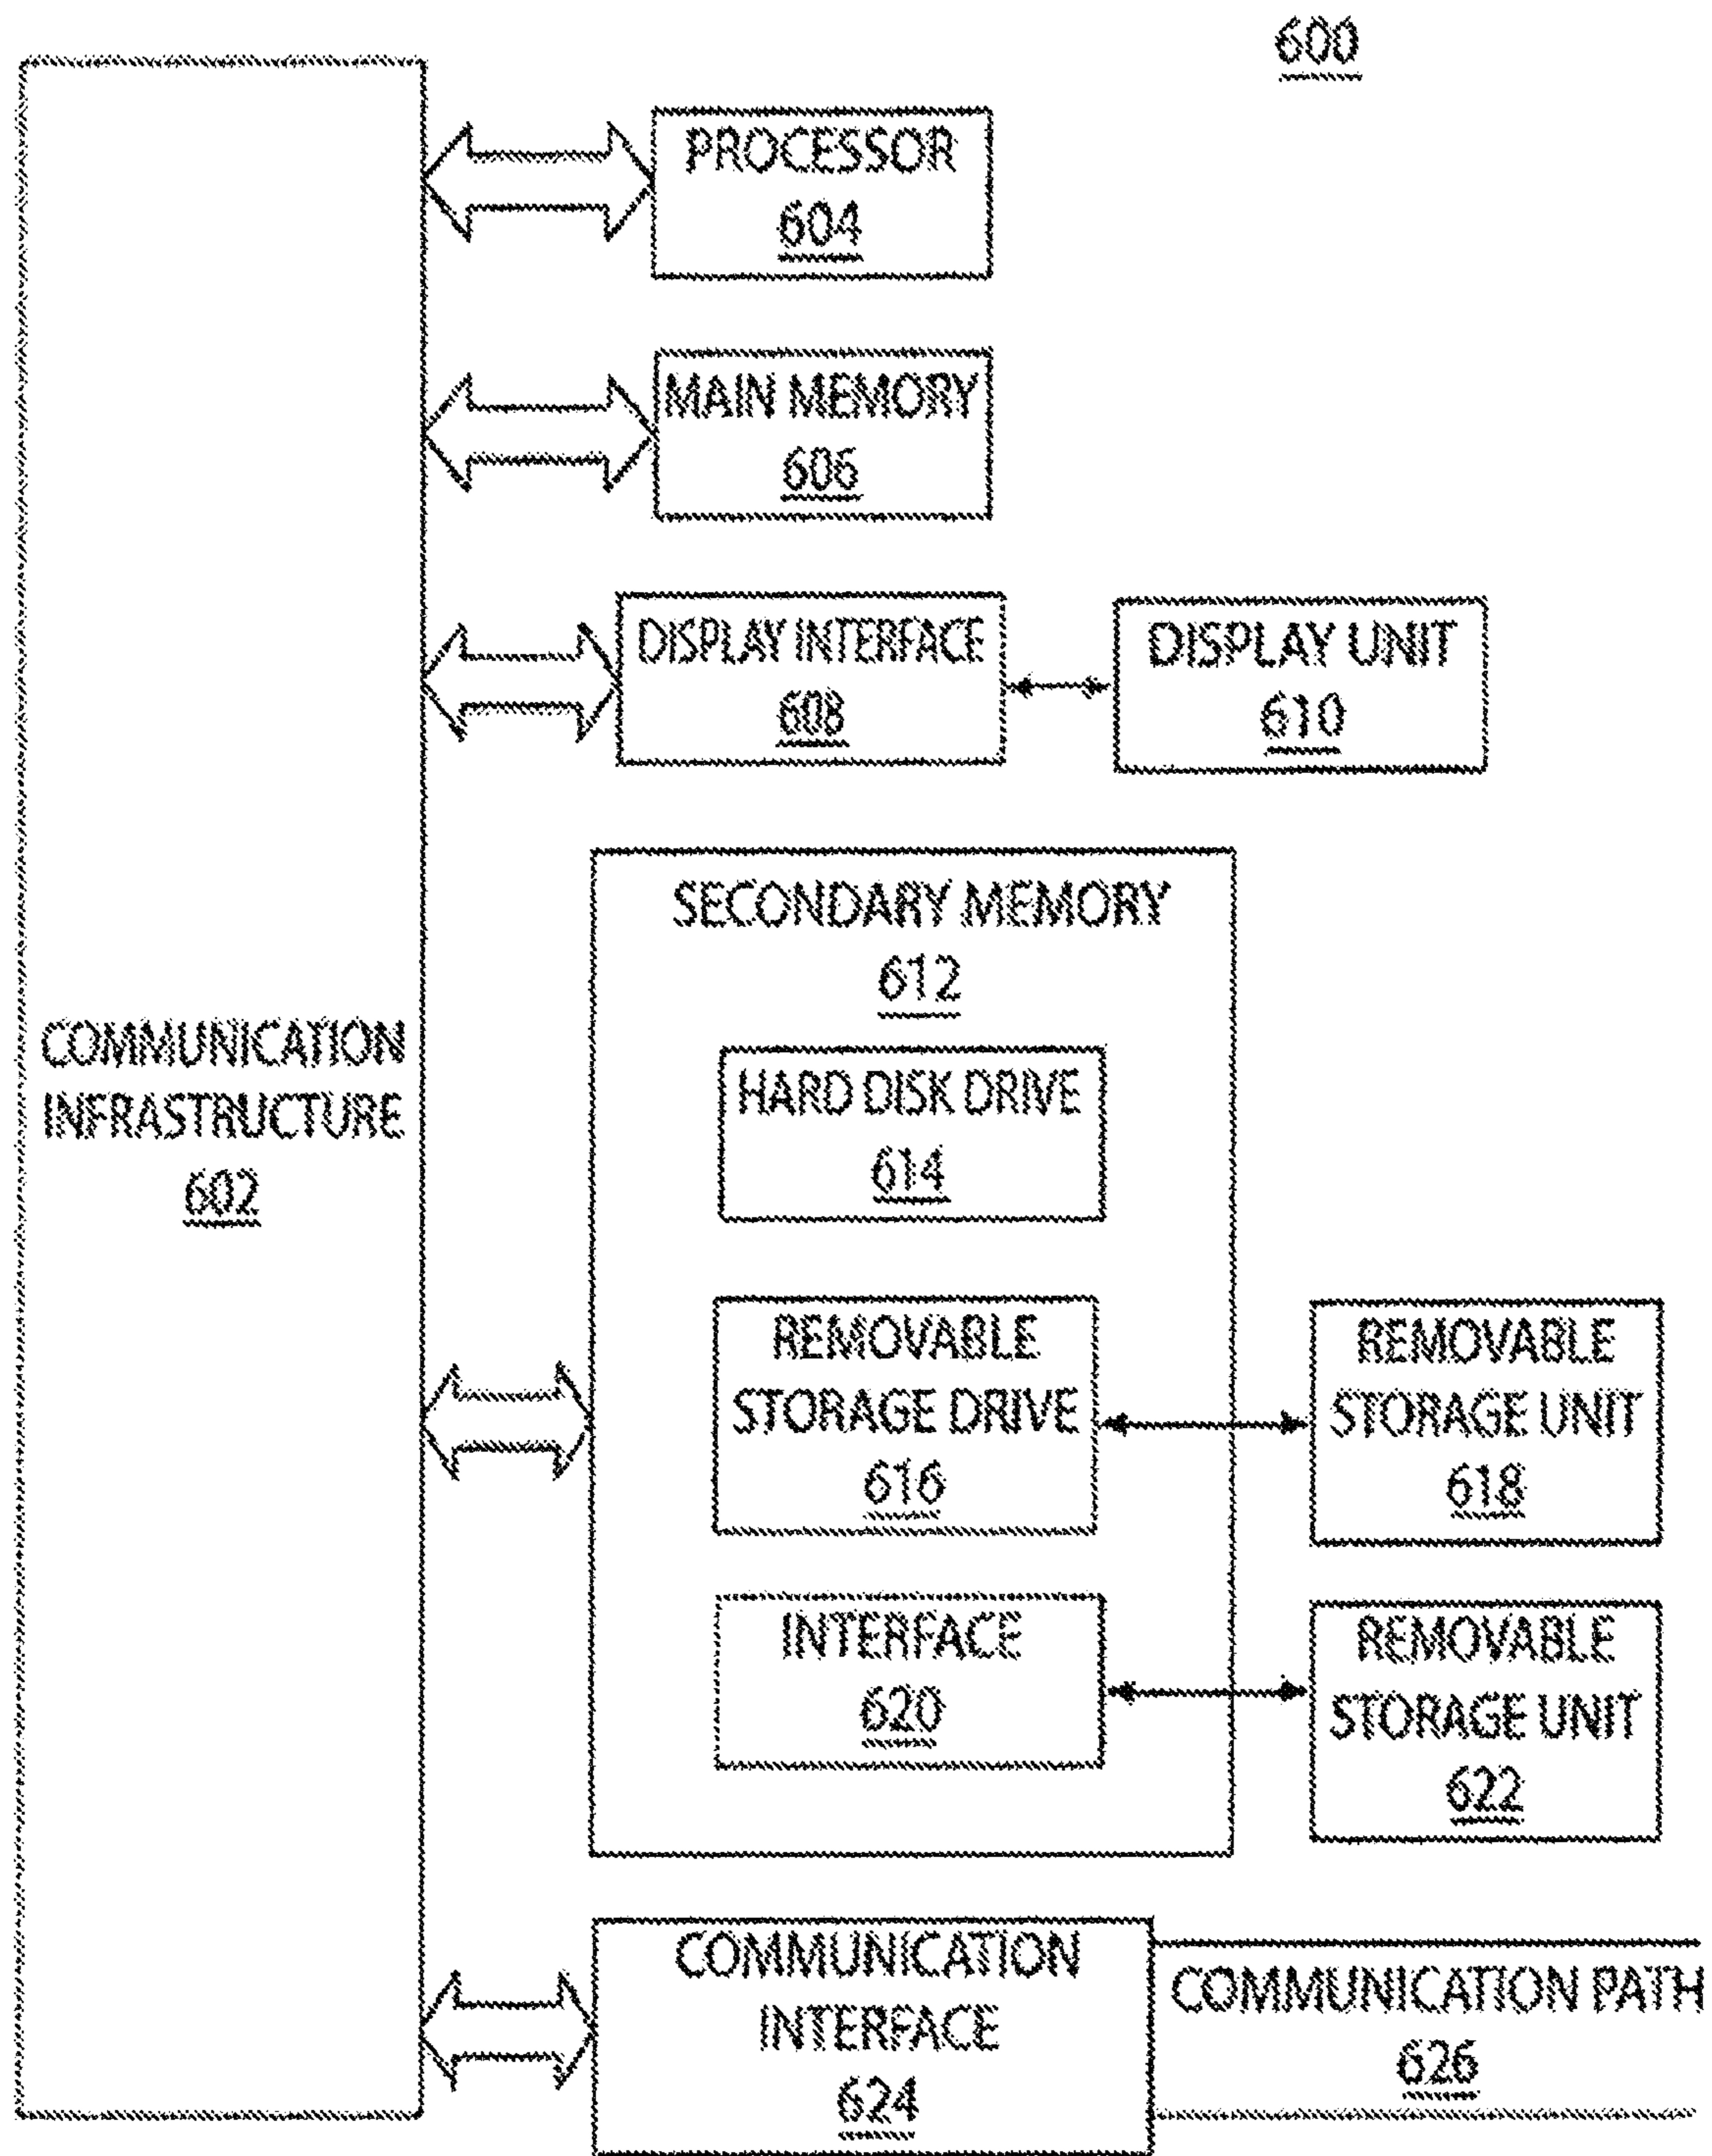 600
PROCESSOR
604
MAIN MEMORY
606
DISPLAY INTERFACE
608
DISPLAY UNIT
610
SECONDARY MEMORY
612
COMMUNICATION
INFRASTRUCTURE
602
HARD DISK DRIVE
614
REMOVABLE
STORAGE DRIVE
616
REMOVABLE
STORAGE UNIT
618
INTERFACE
620
REMOVABLE
STORAGE UNIT
622
COMMUNICATION
INTERFACE
624
COMMUNICATION PATH
626